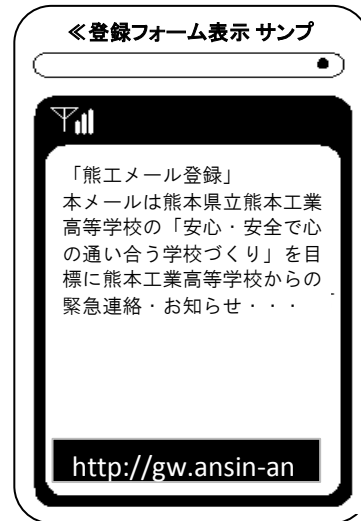 ≪登録フォーム表示 サンプ
「熊工メール登録」
本メールは熊本県立熊本工業
高等学校の「安心・安全で心
の通い合う学校づくり」を目
標に熊本工業高等学校からの
緊急連絡・お知らせ・・・
http://gw.ansin-an